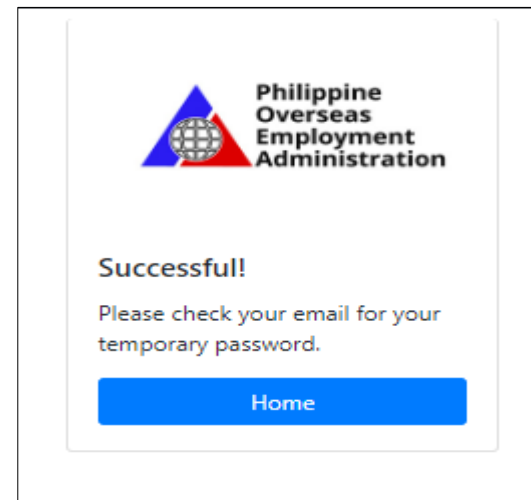 Philippine
Overseas
Employment
Administration
Successful!
Please check your email for your
temporary password.
Home